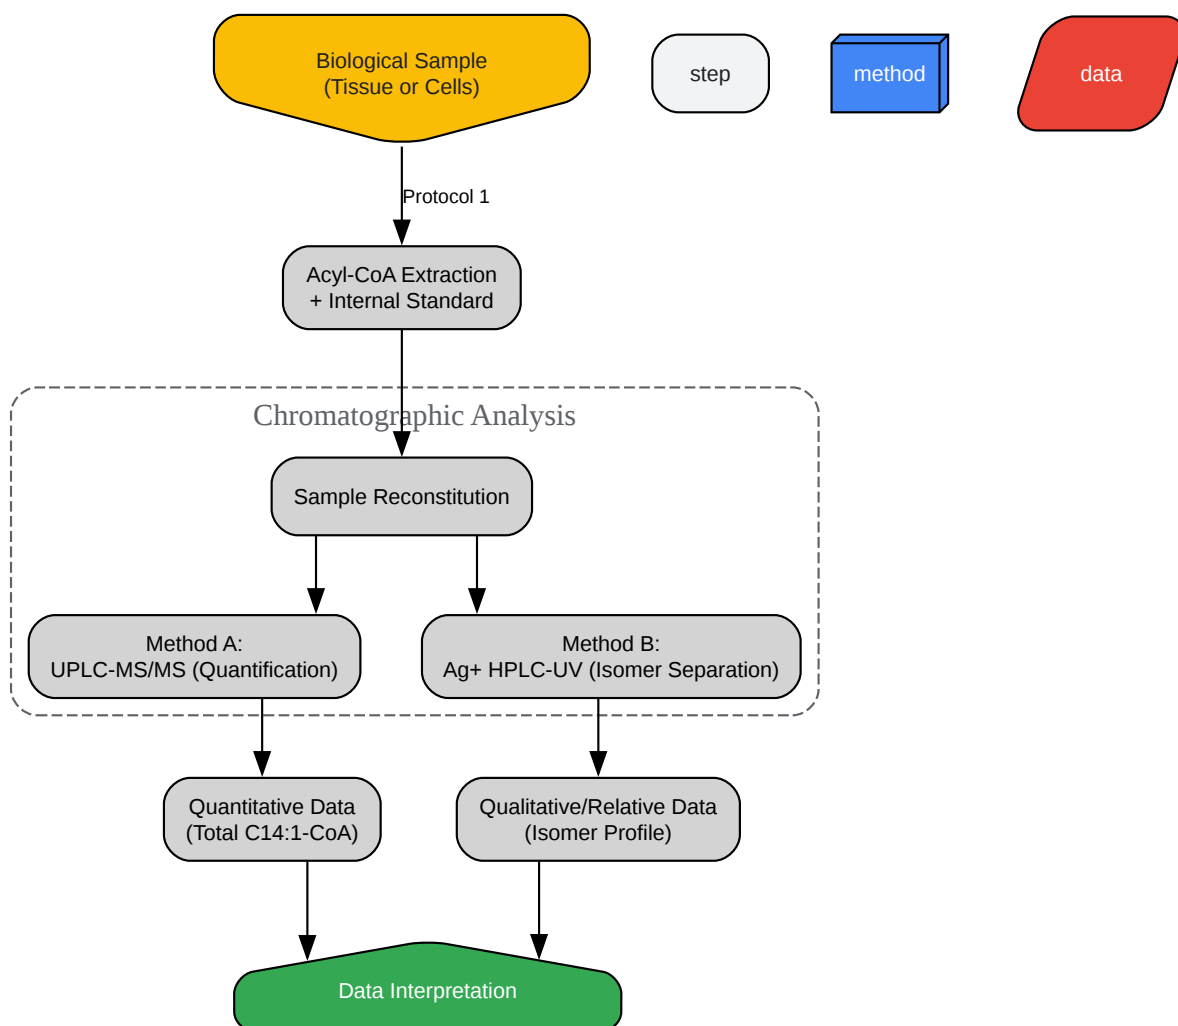 Biological Sample
(Tissue or Cells)
step
method
data
Protocol 1
Acyl-CoA Extraction
+ Internal Standard
Chromatographic Analysis
Sample Reconstitution
Method A:
UPLC-MS/MS (Quantification)
Method B:
Ag+ HPLC-UV (Isomer Separation)
Quantitative Data
(Total C14:1-CoA)
Qualitative/Relative Data
(Isomer Profile)
Data Interpretation